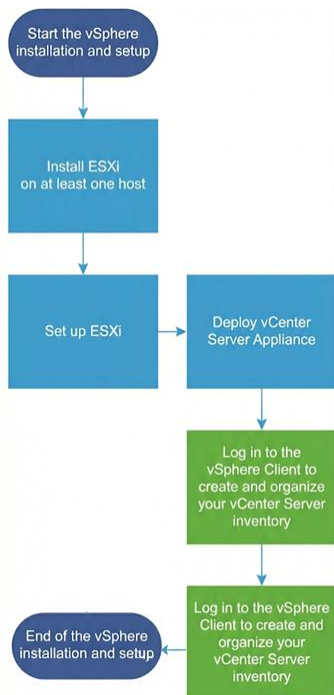 Start the vSphere
installation and setup
Install ESXi
on at least one host
Set up ESXi
Deploy vCenter
Server Appliance
Log in to the
vSphere Client to
create and organize
your vCenter Server
inventory
Log in to the vSphere
Client to create and
organize your
vCenter Server
inventory
End of the vSphere
installation and setup